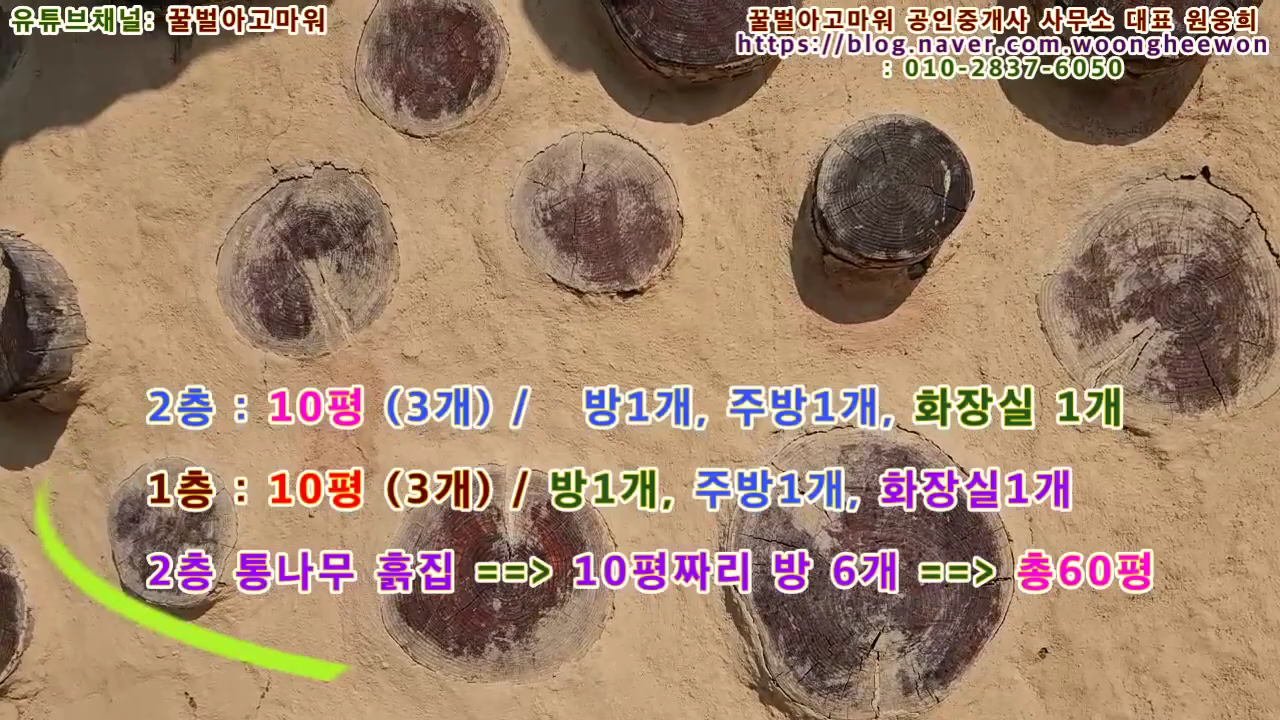 유튜브채널: 꿀벌아고마워
꿀벌아고마워 공인중개사 사무소 대표 원웅희
https://blog.naver.com.woongheewon
: 010-2837-6050
2층 : 10평 (3개) / 방1개, 주방1개, 화장실 1개
1층 : 10평 (3개) / 방1개, 주방1개, 화장실1개
2층 통나무 흙집 ==> 10평짜리 방 6개 ==> 총60평